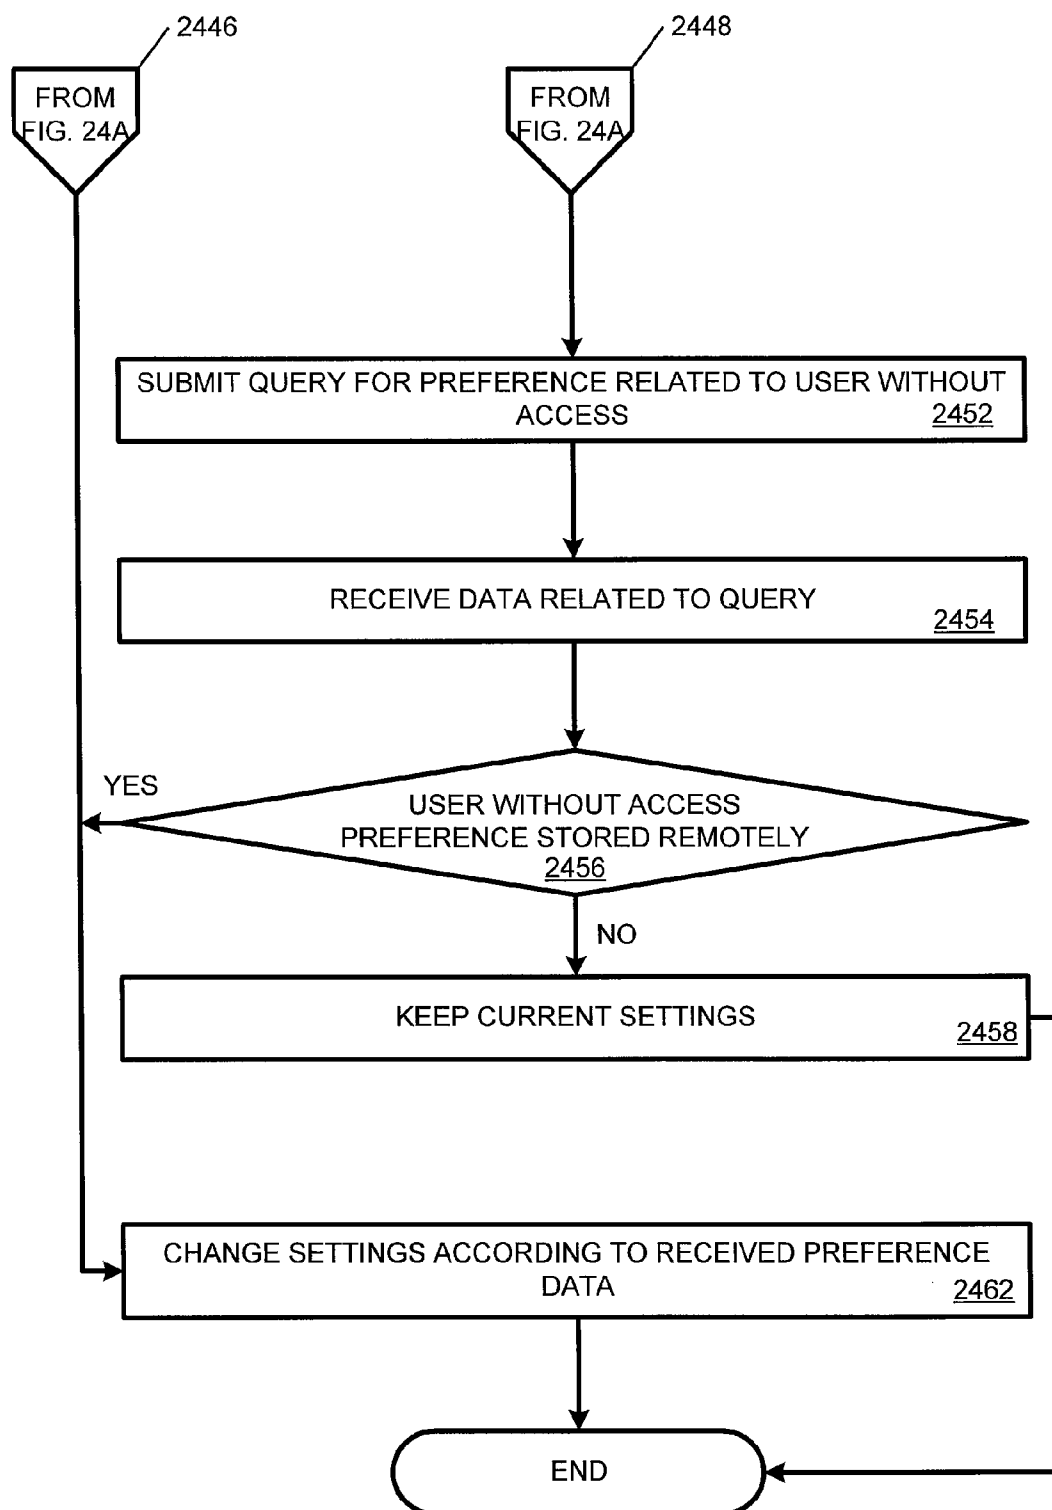 2446
2448
FROM
FIG. 24A
FROM
FIG. 24A
SUBMIT QUERY FOR PREFERENCE RELATED TO USER WITHOUT
ACCESS
2452
RECEIVE DATA RELATED TO QUERY
2454
YES
USER WITHOUT ACCESS
PREFERENCE STORED REMOTELY
2456
NO
KEEP CURRENT SETTINGS
2458
CHANGE SETTINGS ACCORDING TO RECEIVED PREFERENCE
DATA
2462
END